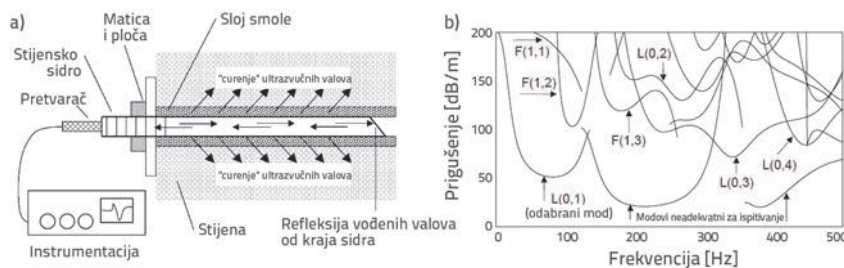 a)
Matica
i ploča
Sloj smole
Stijensko
sidro
Pretvarač
"curenje" ultrazvučnih valova
"curenje" ultrazvučnih valova
Instrumentacija
Stijena
Refleksija vođenih valova
od kraja sidra
b)
Prigušenje [dB/m]
200
150
100
50
0
F(1,1)
F(1,2)
L(0,2)
F(1,3)
L(0,1)
(odabrani mod)
L(0,3)
L(0,4)
Modovi neadekvatni za ispitivanje
0
100
200
300
400
500
Frekvencija [Hz]